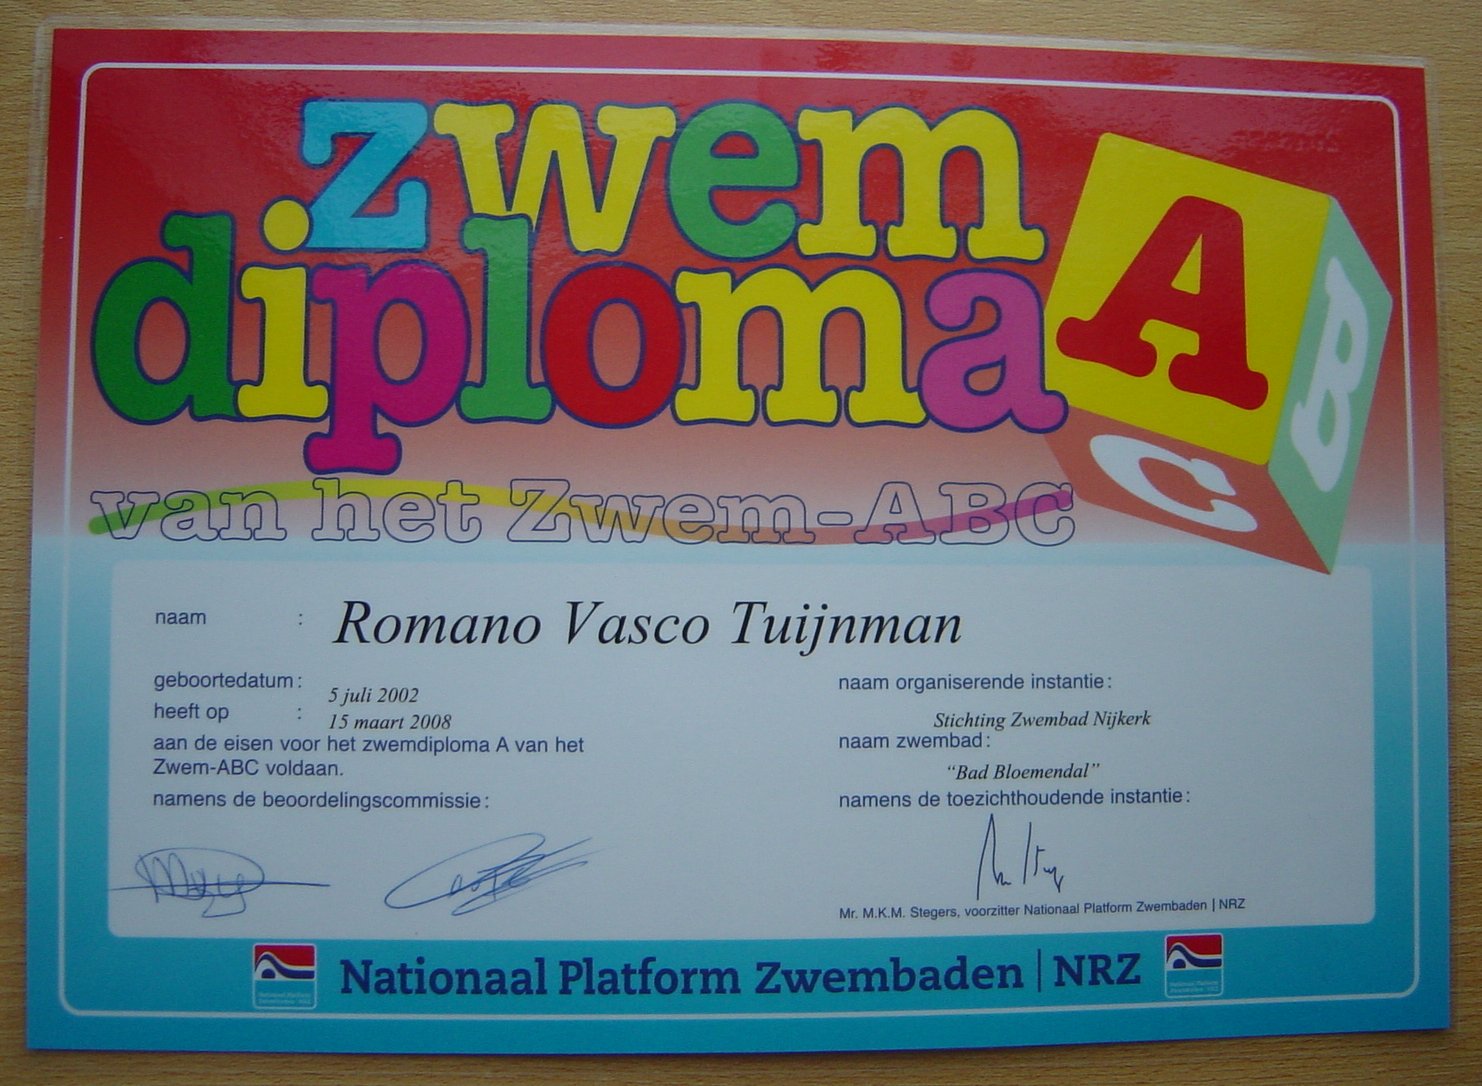 zwem
diploma
A
B
C
van het Zwem-ABC
naam : Romano Vasco Tuijnman
geboortedatum : 5 juli 2002
heeft op : 15 maart 2008
aan de eisen voor het zwemdiploma A van het
Zwem-ABC voldaan.
namens de beoordelingscommissie :
naam organiserende instantie :
Stichting Zwembad Nijkerk
naam zwembad :
“Bad Bloemendal”
namens de toezichthoudende instantie :
Mr. M.K.M. Stegers, voorzitter Nationaal Platform Zwembaden | NRZ
Nationaal Platform Zwembaden | NRZ